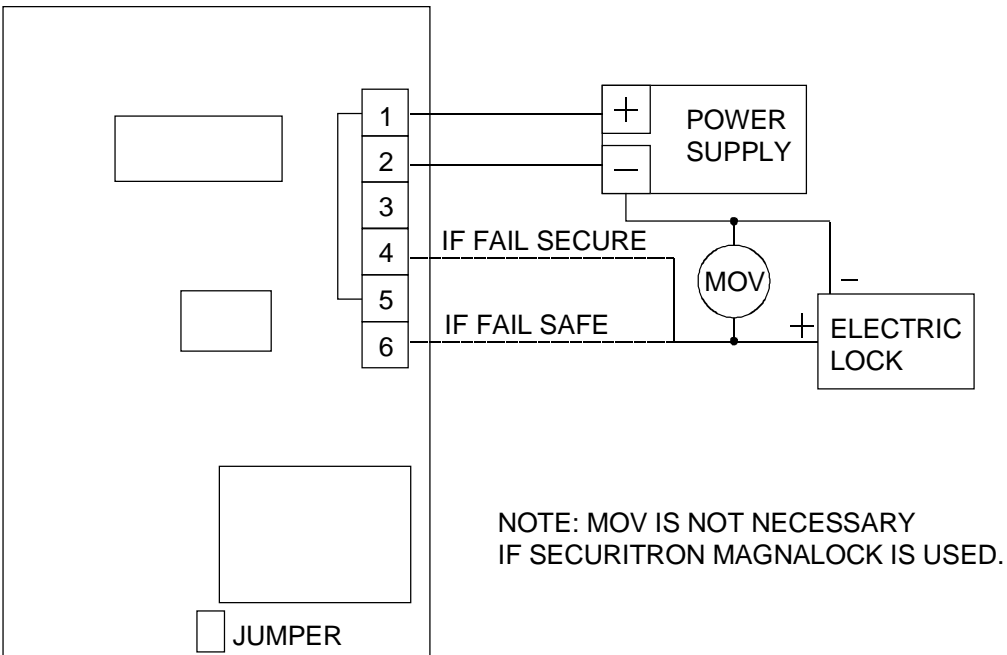 1
2
3
4
5
6
+
−
POWER
SUPPLY
IF FAIL SECURE
MOV
−
IF FAIL SAFE
+
ELECTRIC
LOCK
NOTE: MOV IS NOT NECESSARY
IF SECURITRON MAGNALOCK IS USED.
JUMPER